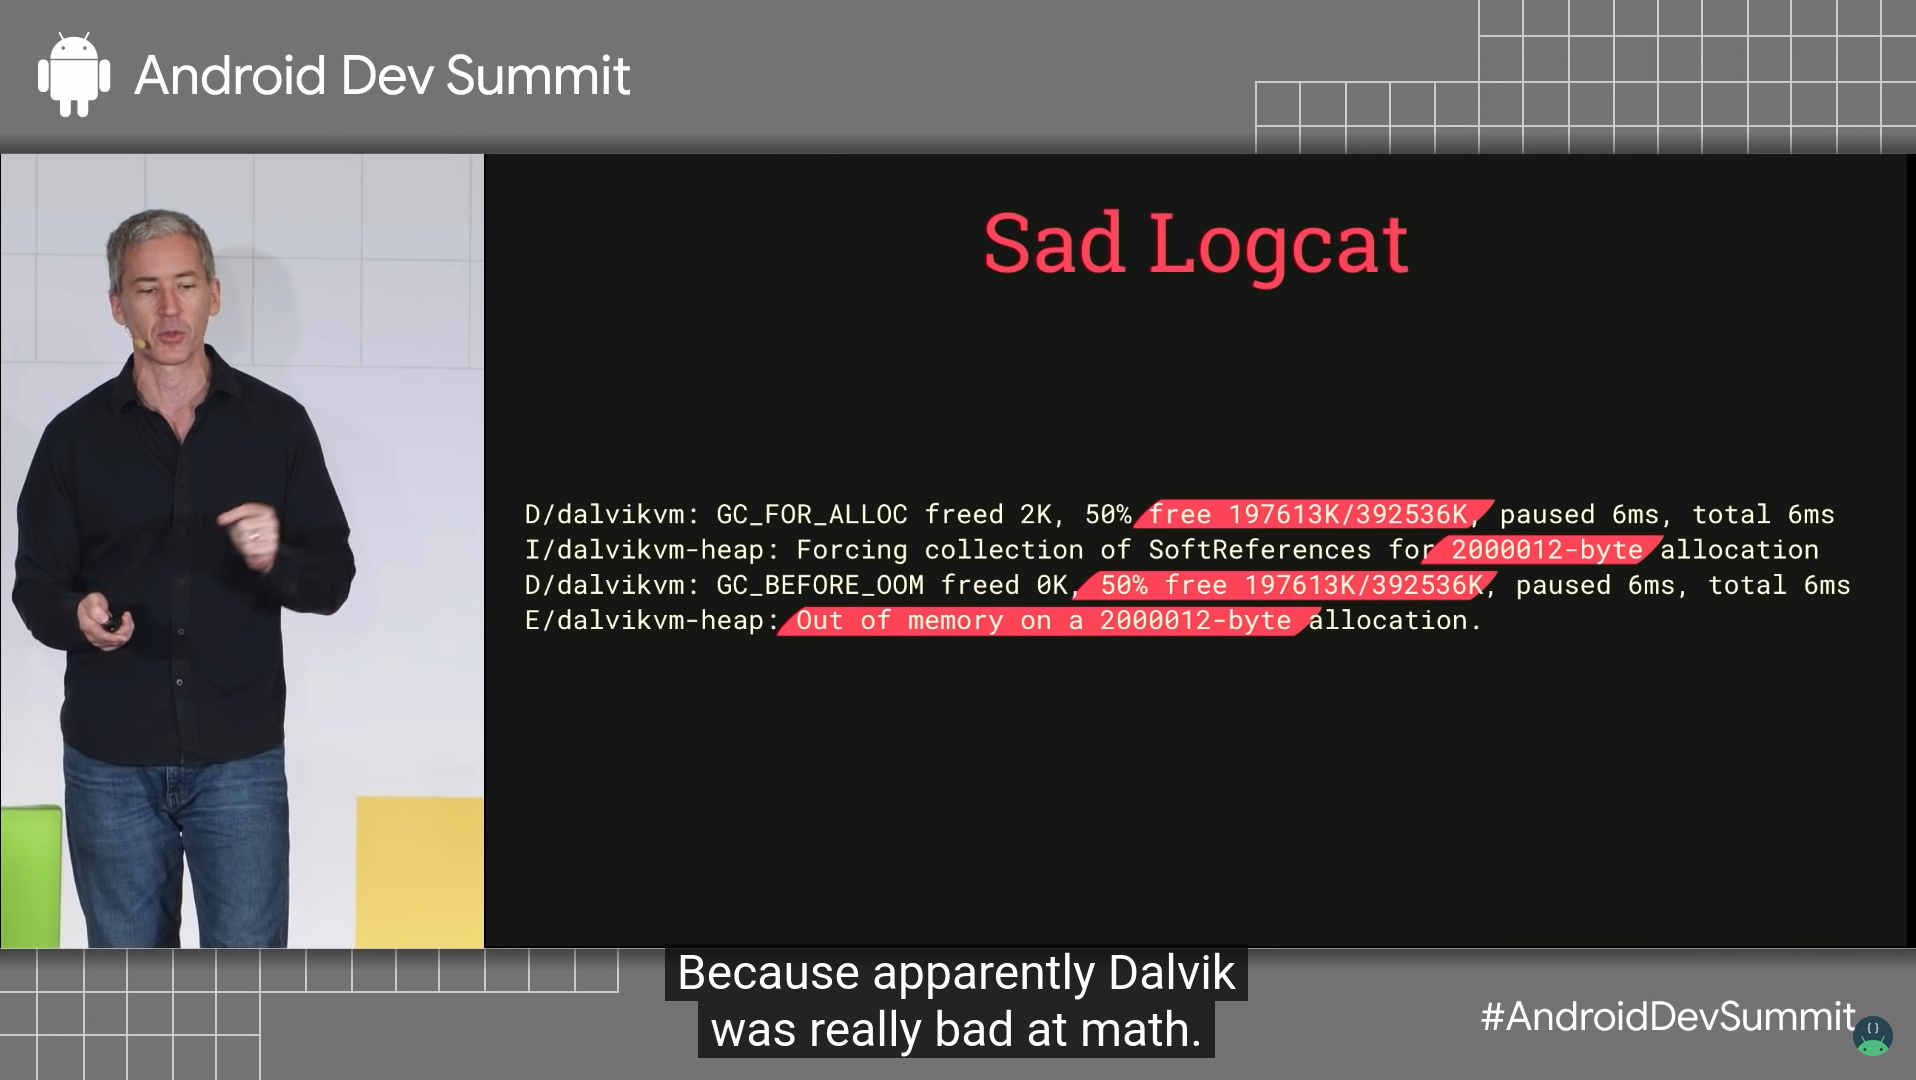 Android Dev Summit
Sad Logcat
D/dalvikvm: GC_FOR_ALLOC freed 2K, 50% free 197613K/392536K, paused 6ms, total 6ms
I/dalvikvm-heap: Forcing collection of SoftReferences for 2000012-byte allocation
D/dalvikvm: GC_BEFORE_OOM freed 0K, 50% free 197613K/392536K, paused 6ms, total 6ms
E/dalvikvm-heap: Out of memory on a 2000012-byte allocation.
Because apparently Dalvik
was really bad at math.
#AndroidDevSummit
{}